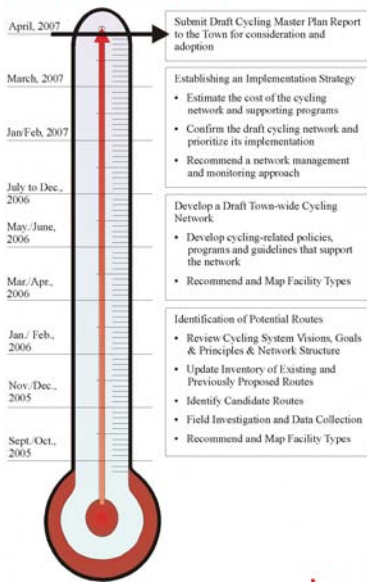 April, 2007
March, 2007
Jan/Feb, 2007
July to Dec.,
2006
May./June,
2006
Mar./Apr.,
2006
Jan./ Feb.,
2006
Nov./Dec.,
2005
Sept./Oct.,
2005
Submit Draft Cycling Master Plan Report
to the Town for consideration and
adoption
Establishing an Implementation Strategy
• Estimate the cost of the cycling
network and supporting programs
• Confirm the draft cycling network and
prioritize its implementation
• Recommend a network management
and monitoring approach
Develop a Draft Town-wide Cycling
Network
• Develop cycling-related policies,
programs and guidelines that support
the network
• Recommend and Map Facility Types
Identification of Potential Routes
• Review Cycling System Visions, Goals
& Principles & Network Structure
• Update Inventory of Existing and
Previously Proposed Routes
• Identify Candidate Routes
• Field Investigation and Data Collection
• Recommend and Map Facility Types